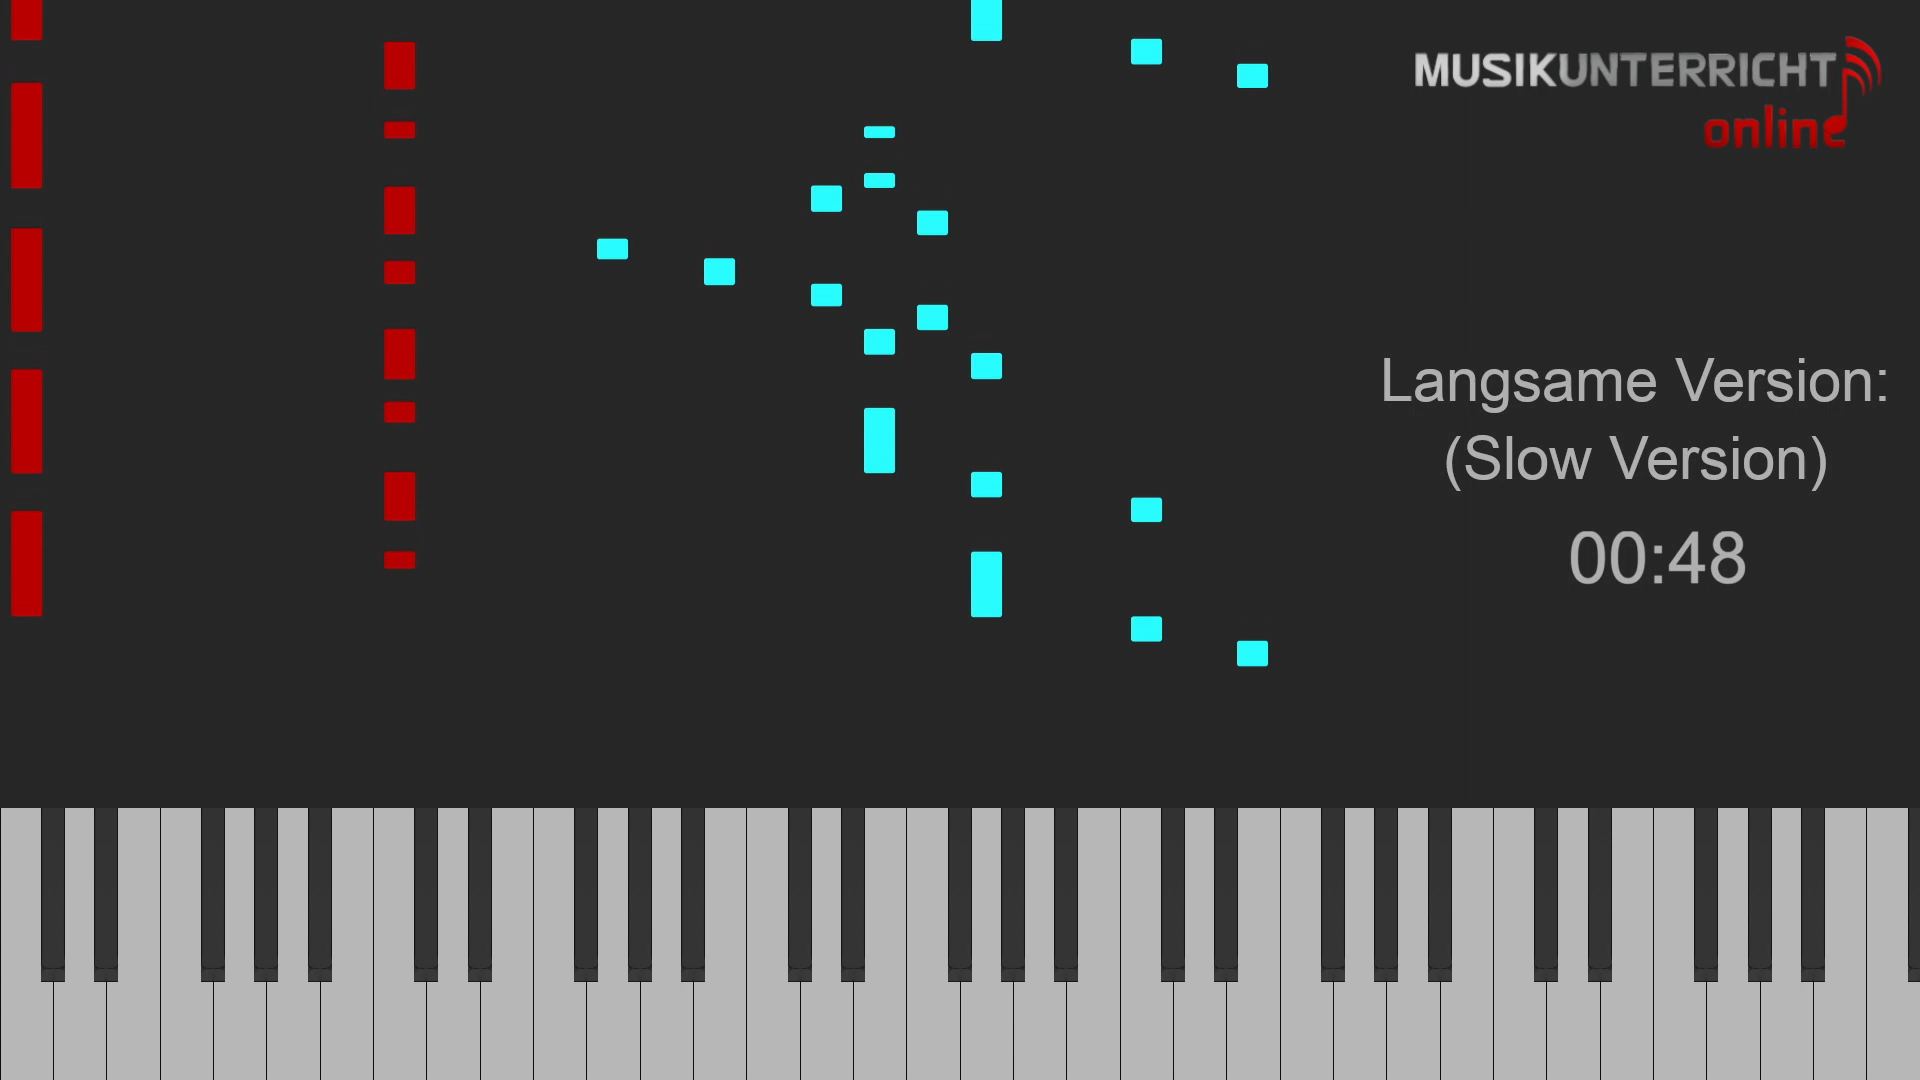 MUSIKUNTERRICHT
online
Langsame Version:
(Slow Version)
00:48